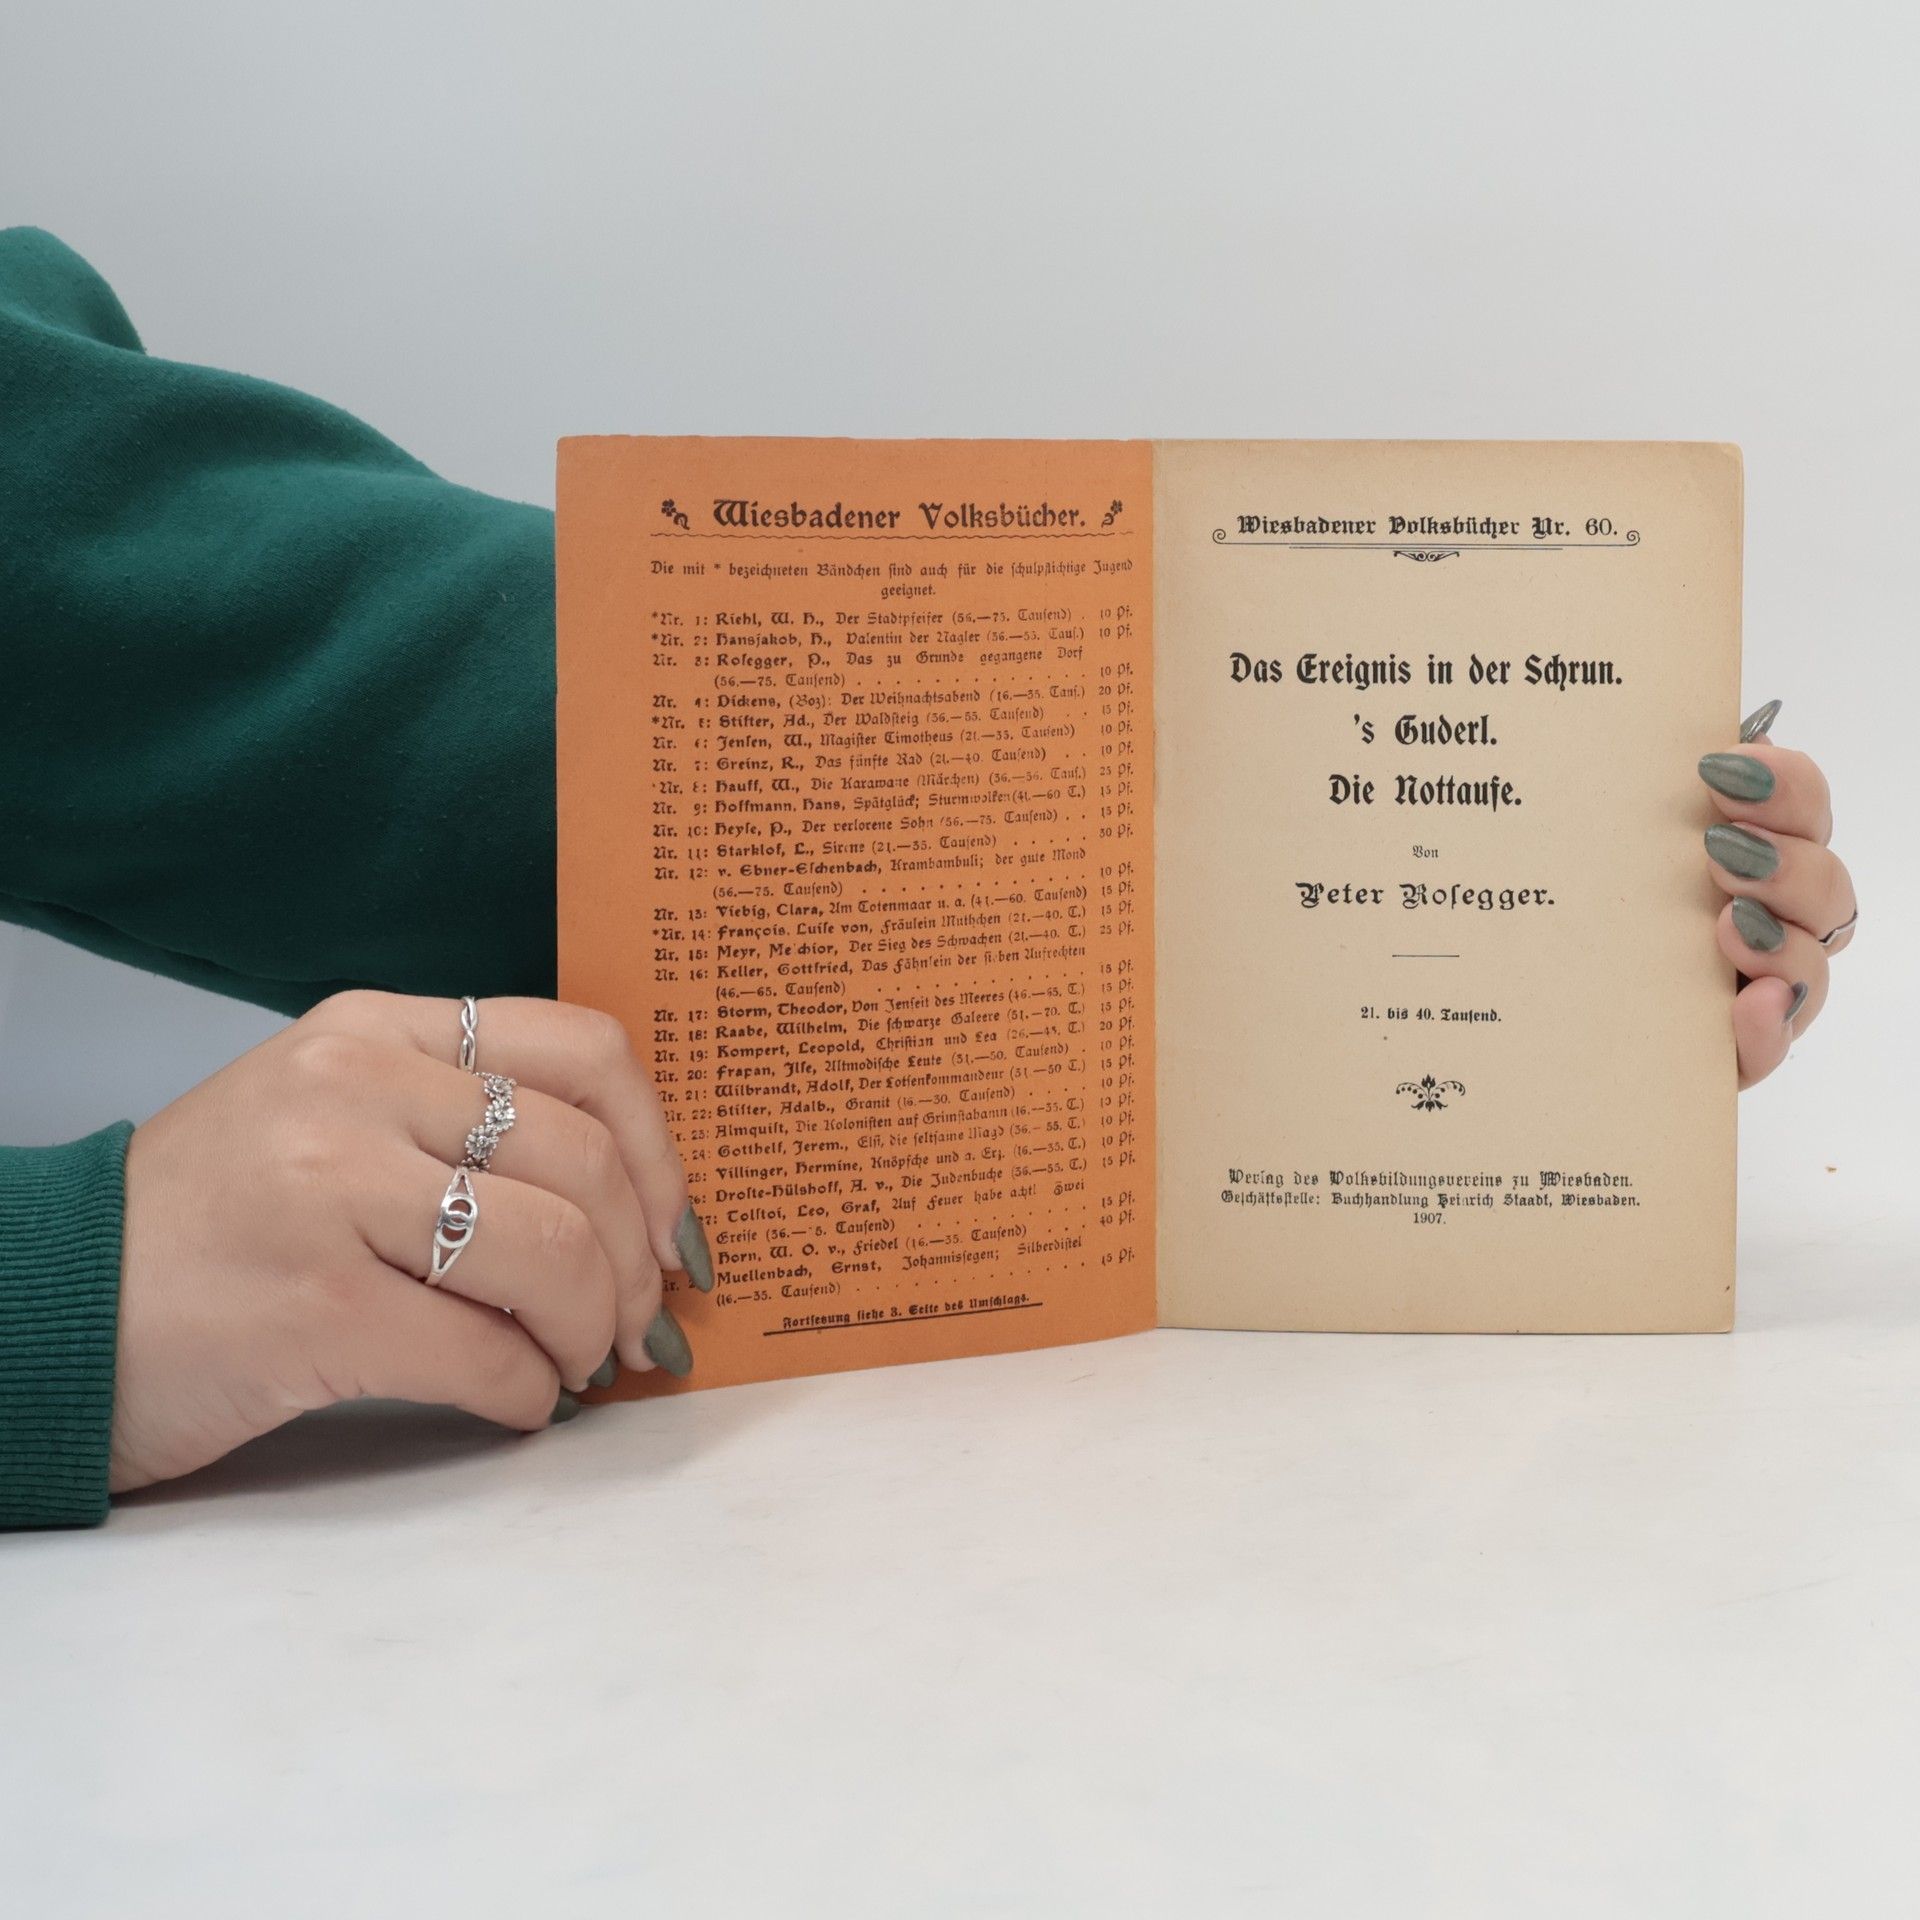 Wiesbadener Volksbücher.
Die mit * bezeichneten Bändchen sind auch für die schulpflichtige Jugend
geeignet.
*Nr. 1: Riehl, W. H., Der Stadtpfeifer (56.—75. Tausend) . 10 Pf.
*Nr. 2: Hansjakob, H., Valentin der Nagler (36.—55. Taus.) 10 Pf.
Nr. 3: Rosegger, P., Das zu Grunde gegangene Dorf
(56.—75. Tausend) . . . . . . . . . . . . 10 Pf.
Nr. 4: Dickens, (Boz): Der Weihnachtsabend (16.—35. Taus.) 20 Pf.
*Nr. 5: Stifter, Ad., Der Waldsteig (36.—55. Tausend) . . 15 Pf.
Nr. 6: Jensen, W., Magister Timotheus (21.—35. Tausend) 10 Pf.
Nr. 7: Greinz, R., Das fünfte Rad (21.—40. Tausend) . . 10 Pf.
*Nr. 8: Hauff, W., Die Karawane (Märchen) (36.—56. Taus.) 25 Pf.
Nr. 9: Hoffmann, Hans, Spätglück; Sturmwolken (41.—60 T.) 15 Pf.
Nr. 10: Heyse, P., Der verlorene Sohn (56.—75. Tausend) . . 15 Pf.
Nr. 11: Starklof, L., Sirene (21.—35. Tausend) . . . . 30 Pf.
Nr. 12: v. Ebner-Eschenbach, Krambambuli; der gute Mond
(56.—75. Tausend) . . . . . . . . . . . . 10 Pf.
Nr. 13: Viebig, Clara, Am Totenmaar u. a. (41.—60. Tausend) 15 Pf.
*Nr. 14: François, Luise von, Fräulein Muthchen (21.—40. T.) 15 Pf.
Nr. 15: Meyr, Melchior, Der Sieg des Schwachen (21.—40. T.) 25 Pf.
Nr. 16: Keller, Gottfried, Das Fähnlein der sieben Aufrechten
(46.—65. Tausend) . . . . . . . . . . . 15 Pf.
Nr. 17: Storm, Theodor, Von Jenseit des Meeres (46.—65. T.) 15 Pf.
Nr. 18: Raabe, Wilhelm, Die schwarze Galeere (51.—70. T.) 15 Pf.
Nr. 19: Kompert, Leopold, Christian und Lea (26.—45. T.) 20 Pf.
Nr. 20: Frapan, Ilse, Altmodische Leute (31.—50. Tausend) . 10 Pf.
Nr. 21: Wilbrandt, Adolf, Der Lotsenkommandeur (31.—50 T.) 15 Pf.
Nr. 22: Stifter, Adalb., Granit (16.—30. Tausend) . . . . 10 Pf.
r. 23: Almquist, Die Kolonisten auf Grimstahamn (16.—35. T.) 10 Pf.
. 24: Gotthelf, Jerem., Elsi, die seltsame Magd (36.—55. T.) 10 Pf.
25: Villinger, Hermine, Knöpfche und a. Erz. (16.—35. T.) 10 Pf.
26: Droste-Hülshoff, A. v., Die Judenbuche (36.—55. T.) 15 Pf.
27: Tolstoi, Leo, Graf, Auf Feuer habe acht! Zwei
Greise (36.— 5. Tausend) . . . . . . . . . 15 Pf.
Horn, W. O. v., Friedel (16.—35. Tausend) . . . 40 Pf.
Nr. 2 Muellenbach, Ernst, Johannissegen; Silberdistel
(16.—35. Tausend) . . . . . . . . . . . . 15 Pf.
Fortsetzung siehe 3. Seite des Umschlags.
Wiesbadener Volksbücher Nr. 60.
Das Ereignis in der Schrun.
's Guderl.
Die Nottaufe.
Von
Peter Rosegger.
21. bis 40. Tausend.
Verlag des Volksbildungsvereins zu Wiesbaden.
Geschäftsstelle: Buchhandlung Heinrich Staadt, Wiesbaden.
1907.